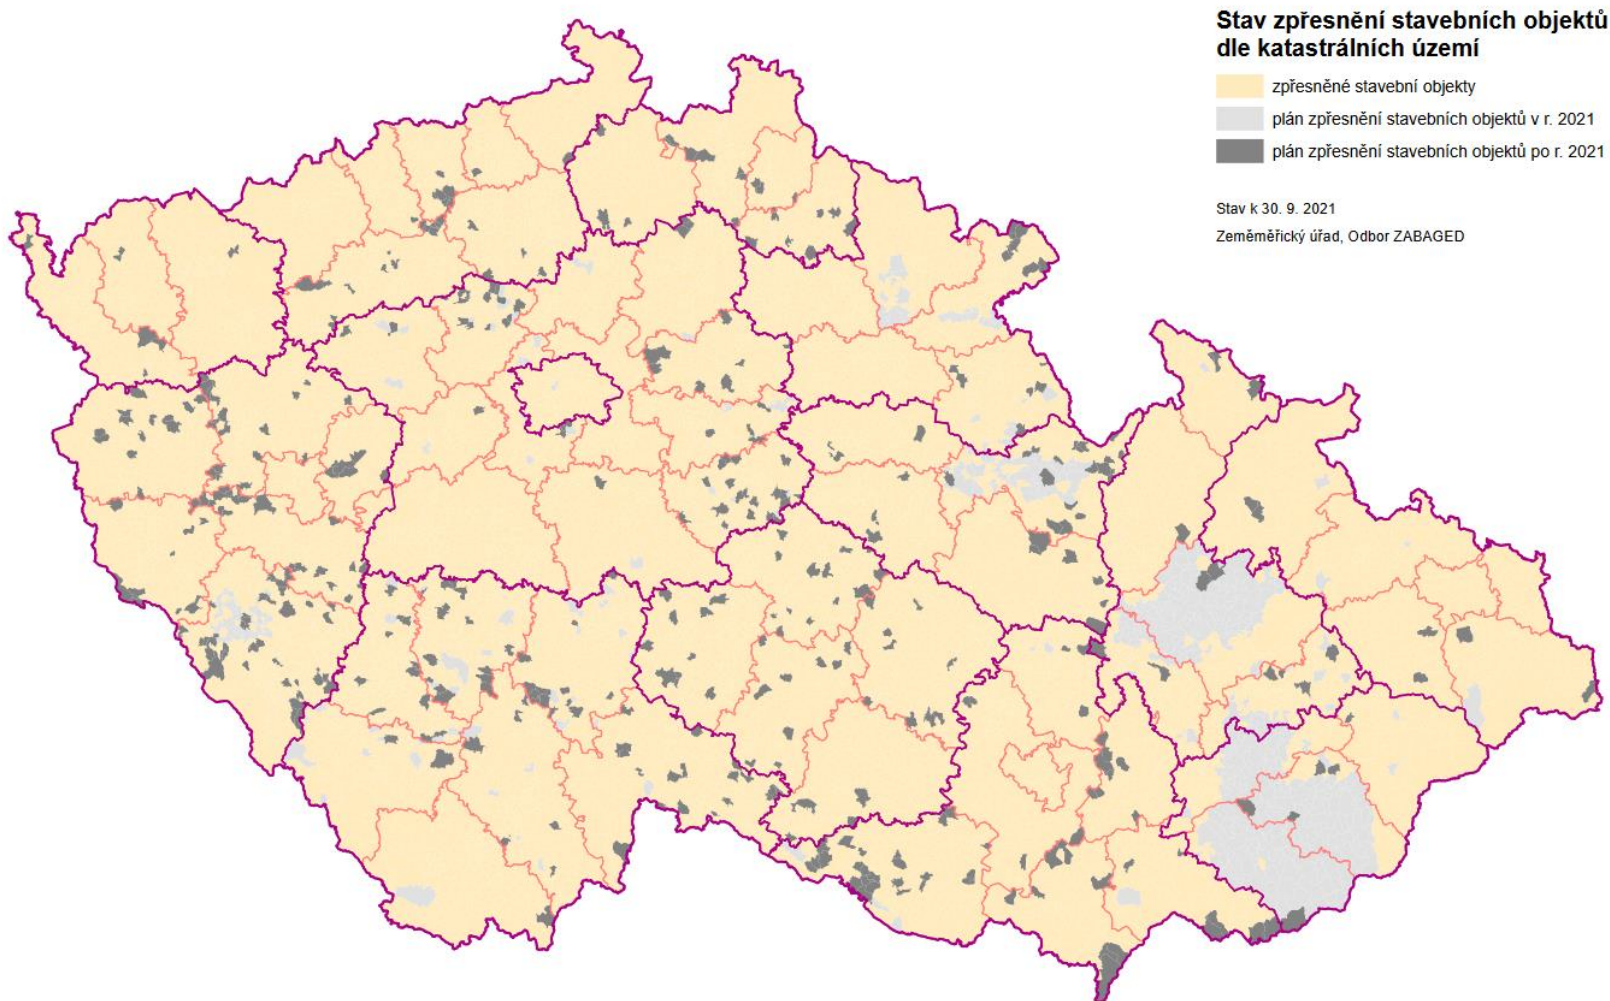 Stav zpřesnění stavebních objektů
dle katastrálních území
zpřesněné stavební objekty
plán zpřesnění stavebních objektů v r. 2021
plán zpřesnění stavebních objektů po r. 2021
Stav k 30. 9. 2021
Zeměměřický úřad, Odbor ZABAGED